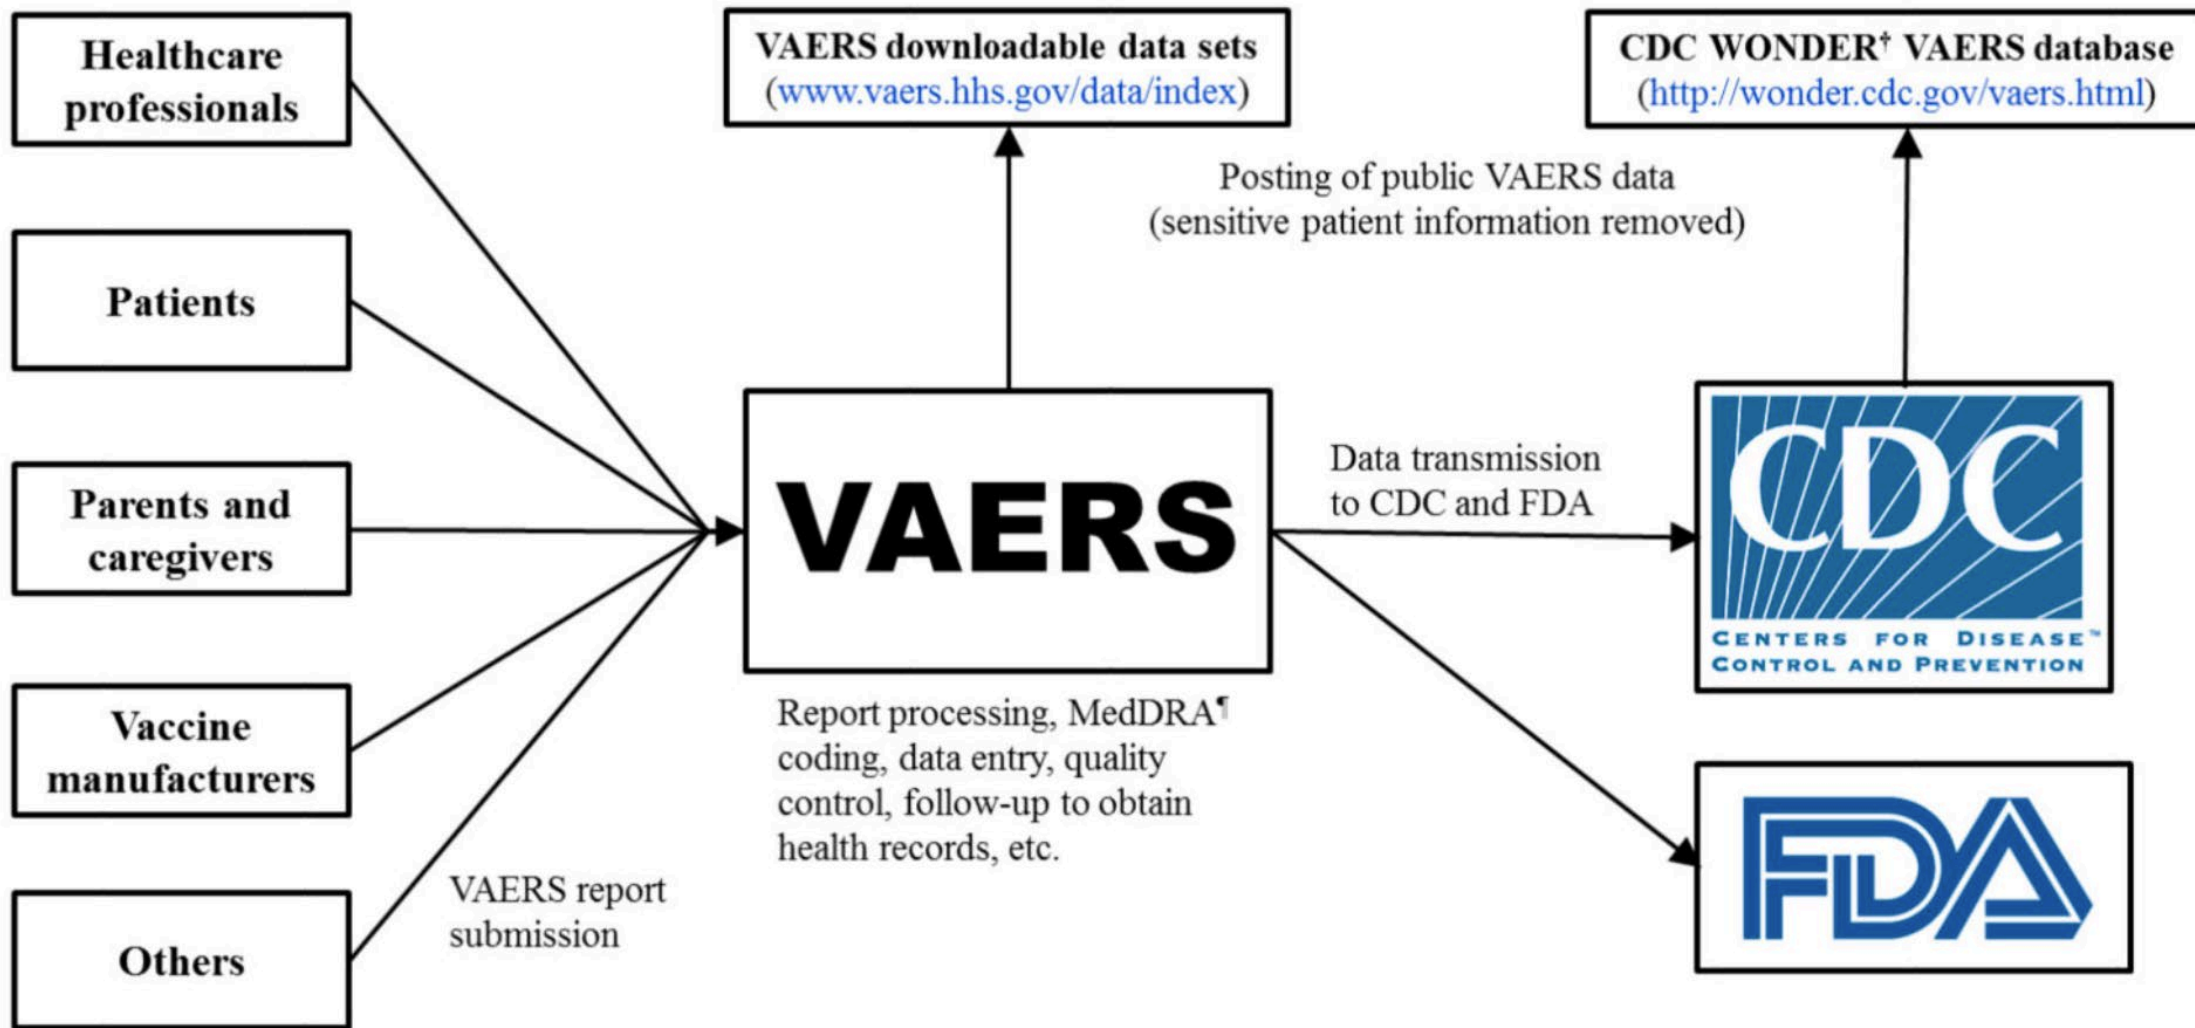 Healthcare
professionals
Patients
Parents and
caregivers
Vaccine
manufacturers
Others
VAERS report
submission
VAERS downloadable data sets
(www.vaers.hhs.gov/data/index)
VAERS
Report processing, MedDRA¶
coding, data entry, quality
control, follow-up to obtain
health records, etc.
Posting of public VAERS data
(sensitive patient information removed)
Data transmission
to CDC and FDA
CDC WONDER† VAERS database
(http://wonder.cdc.gov/vaers.html)
CDC
CENTERS FOR DISEASE™
CONTROL AND PREVENTION
FDA